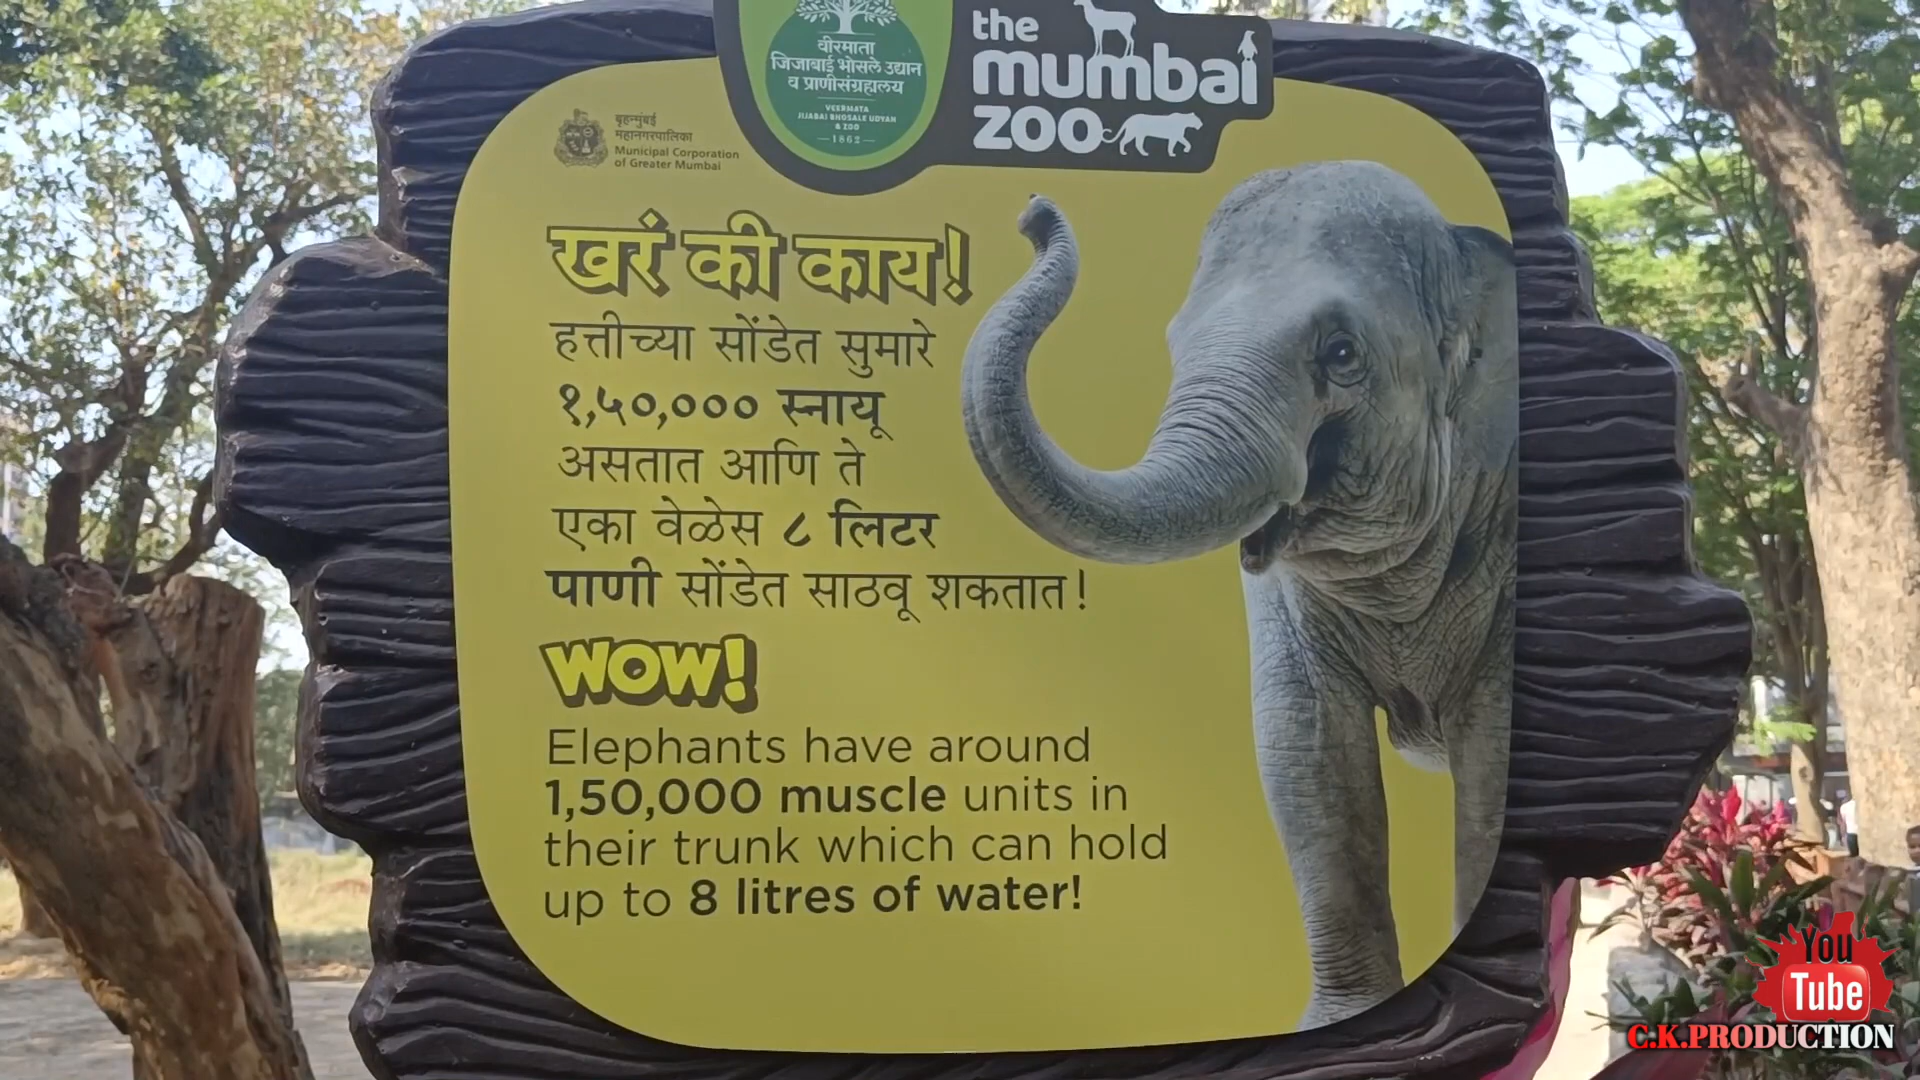 वीरमाता
जिजाबाई भोसले उद्यान
व प्राणीसंग्रहालय
VEERMATA
JIJABAI BHOSALE UDYAN
& ZOO
1862
the
mumbai
zoo
बृहन्मुंबई
महानगरपालिका
Municipal Corporation
of Greater Mumbai
खरं की काय!
हत्तीच्या सोंडेत सुमारे
१,५०,००० स्नायू
असतात आणि ते
एका वेळेस ८ लिटर
पाणी सोंडेत साठवू शकतात!
WOW!
Elephants have around
1,50,000 muscle units in
their trunk which can hold
up to 8 litres of water!
You
Tube
C.K.PRODUCTION